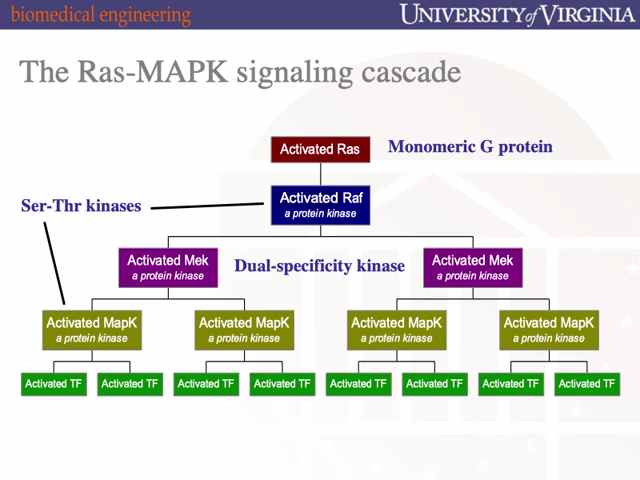 biomedical engineering
UNIVERSITY of VIRGINIA
The Ras-MAPK signaling cascade
Activated Ras
Monomeric G protein
Activated Raf
a protein kinase
Ser-Thr kinases
Activated Mek
a protein kinase
Dual-specificity kinase
Activated Mek
a protein kinase
Activated MapK
a protein kinase
Activated MapK
a protein kinase
Activated MapK
a protein kinase
Activated MapK
a protein kinase
Activated TF
Activated TF
Activated TF
Activated TF
Activated TF
Activated TF
Activated TF
Activated TF